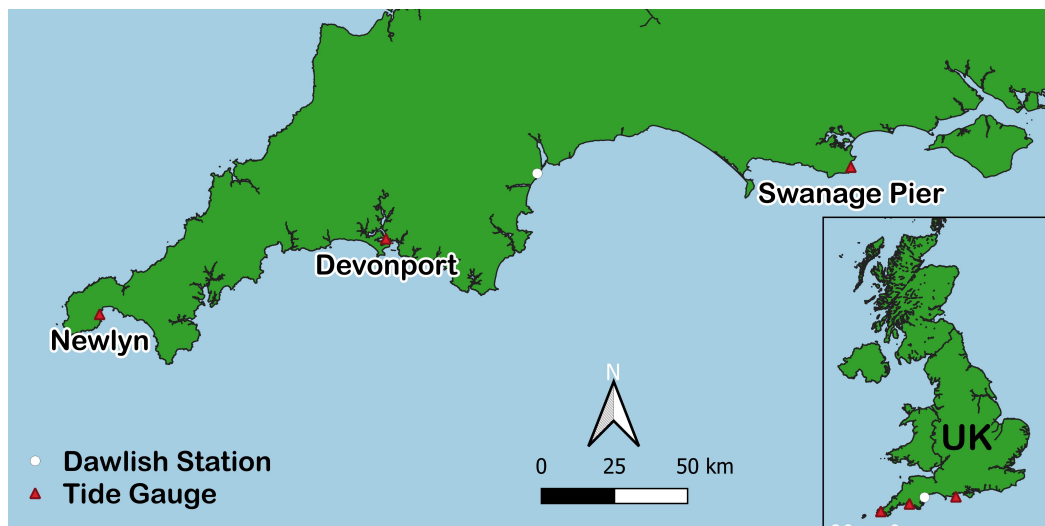 Swanage Pier
Devonport
Newlyn
UK
N
Dawlish Station
Tide Gauge
0 25 50 km